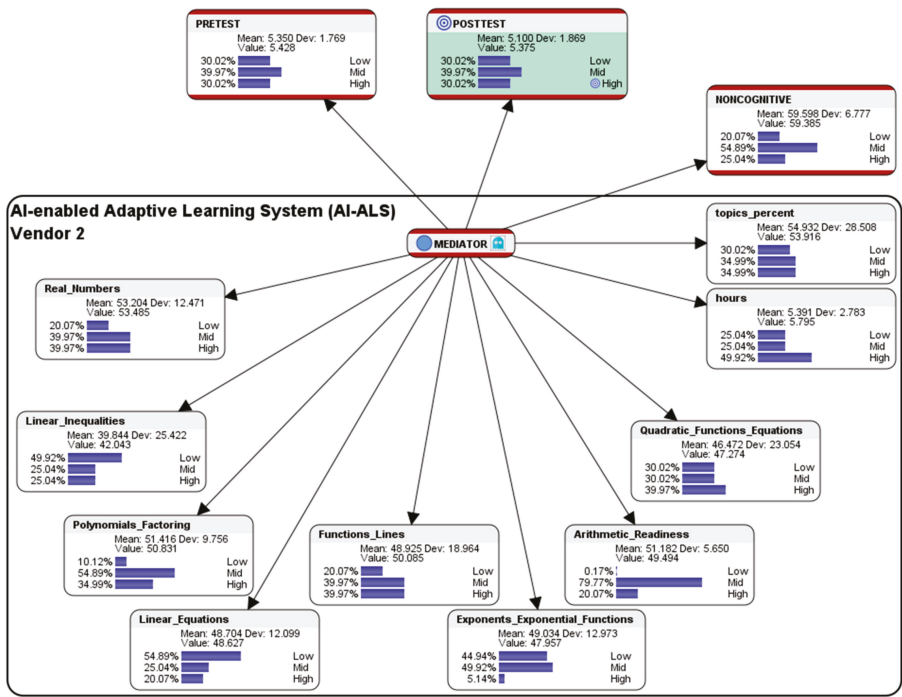 PRETEST
Mean: 5.350 Dev: 1.769
Value: 5.428
30.02% Low
39.97% Mid
30.02% High
POSTTEST
Mean: 5.100 Dev: 1.869
Value: 5.375
30.02% Low
39.97% Mid
30.02% High
NONCOGNITIVE
Mean: 59.598 Dev: 6.777
Value: 59.385
20.07% Low
54.89% Mid
25.04% High
AI-enabled Adaptive Learning System (AI-ALS)
Vendor 2
MEDIATOR
topics_percent
Mean: 54.932 Dev: 28.508
Value: 53.916
30.02% Low
34.99% Mid
34.99% High
Real_Numbers
Mean: 53.204 Dev: 12.471
Value: 53.485
20.07% Low
39.97% Mid
39.97% High
hours
Mean: 5.391 Dev: 2.783
Value: 5.795
25.04% Low
25.04% Mid
49.92% High
Linear_Inequalities
Mean: 39.844 Dev: 25.422
Value: 42.043
49.92% Low
25.04% Mid
25.04% High
Quadratic_Functions_Equations
Mean: 46.472 Dev: 23.054
Value: 47.274
30.02% Low
30.02% Mid
39.97% High
Polynomials_Factoring
Mean: 51.416 Dev: 9.756
Value: 50.831
10.12% Low
54.89% Mid
34.99% High
Functions_Lines
Mean: 48.925 Dev: 18.964
Value: 50.085
20.07% Low
39.97% Mid
39.97% High
Arithmetic_Readiness
Mean: 51.182 Dev: 5.650
Value: 49.494
0.17% Low
79.77% Mid
20.07% High
Linear_Equations
Mean: 48.704 Dev: 12.099
Value: 48.627
54.89% Low
25.04% Mid
20.07% High
Exponents_Exponential_Functions
Mean: 49.034 Dev: 12.973
Value: 47.957
44.94% Low
49.92% Mid
5.14% High